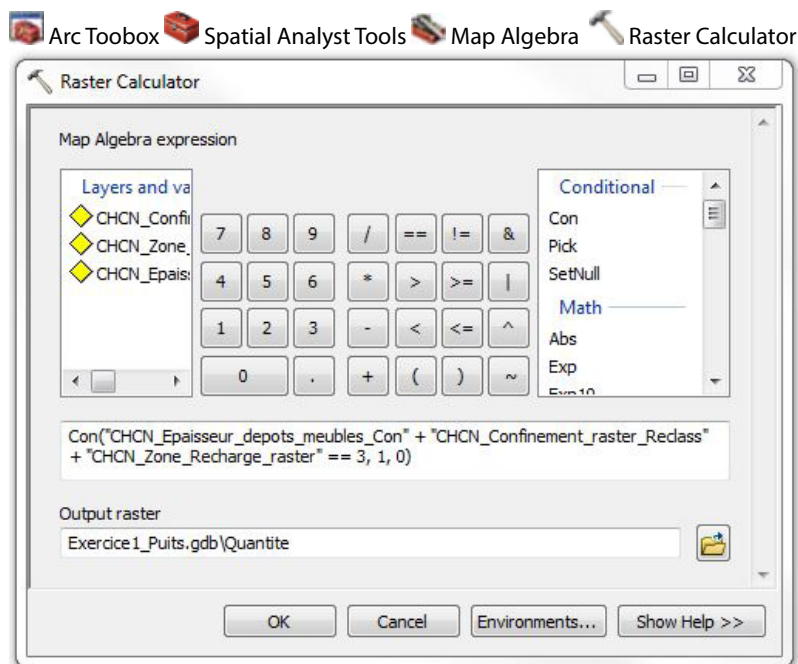 Arc Toobox Spatial Analyst Tools Map Algebra Raster Calculator
Raster Calculator
Map Algebra expression
Layers and va
CHCN_Confi
CHCN_Zone_
CHCN_Epais
7 8 9 / == != &
4 5 6 * > >= |
1 2 3 - < <= ^
0 . + ( ) ~
Conditional
Con
Pick
SetNull
Math
Abs
Exp
Exp10
Con("CHCN_Epaisseur_depots_meubles_Con" + "CHCN_Confinement_raster_Reclass"
+ "CHCN_Zone_Recharge_raster" == 3, 1, 0)
Output raster
Exercice1_Puits.gdb\Quantite
OK Cancel Environments... Show Help >>